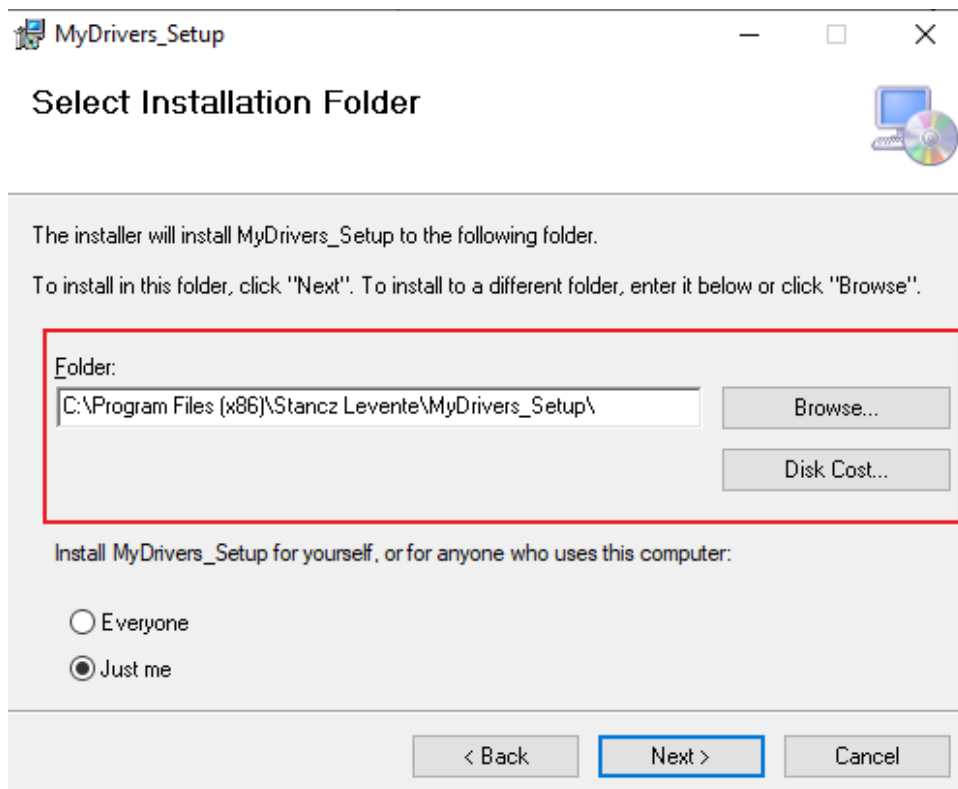 MyDrivers_Setup
Select Installation Folder
The installer will install MyDrivers_Setup to the following folder.
To install in this folder, click "Next". To install to a different folder, enter it below or click "Browse".
Folder:
C:\Program Files (x86)\Stancz Levente\MyDrivers_Setup\
Browse...
Disk Cost...
Install MyDrivers_Setup for yourself, or for anyone who uses this computer:
Everyone
Just me
< Back Next > Cancel